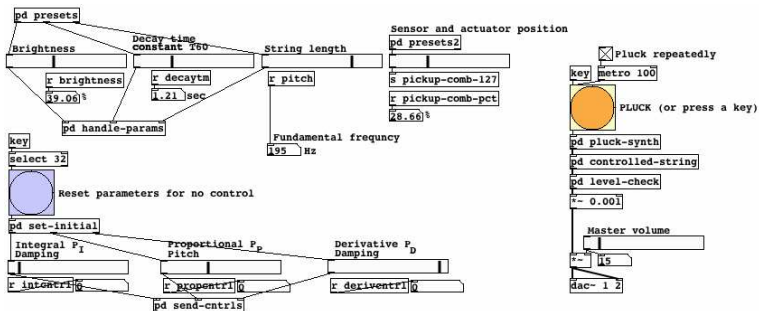 pd presets
Brightness
Decay time
constant T60
String length
r brightness
39.06 %
r decaytm
1.21 sec
r pitch
pd handle-params
Fundamental frequncy
195 Hz
Sensor and actuator position
pd presets2
s pickup-comb-127
r pickup-comb-pct
28.66 %
key
select 32
Reset parameters for no control
pd set-initial
Integral P_I
Damping
Proportional P_P
Pitch
Derivative P_D
Damping
r intcntrl 0
r propcntrl 0
r derivcntrl 0
pd send-cntrls
Pluck repeatedly
key
metro 100
PLUCK (or press a key)
pd pluck-synth
pd controlled-string
pd level-check
*~ 0.001
Master volume
*~
15
dac~ 1 2